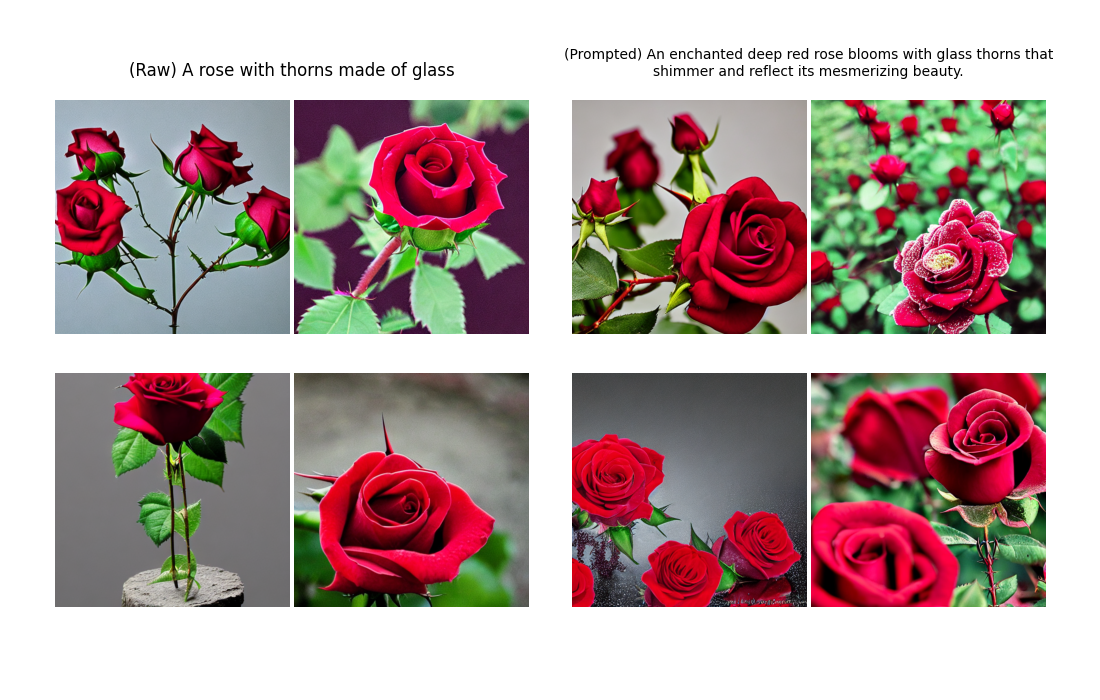 (Raw) A rose with thorns made of glass
(Prompted) An enchanted deep red rose blooms with glass thorns that
shimmer and reflect its mesmerizing beauty.